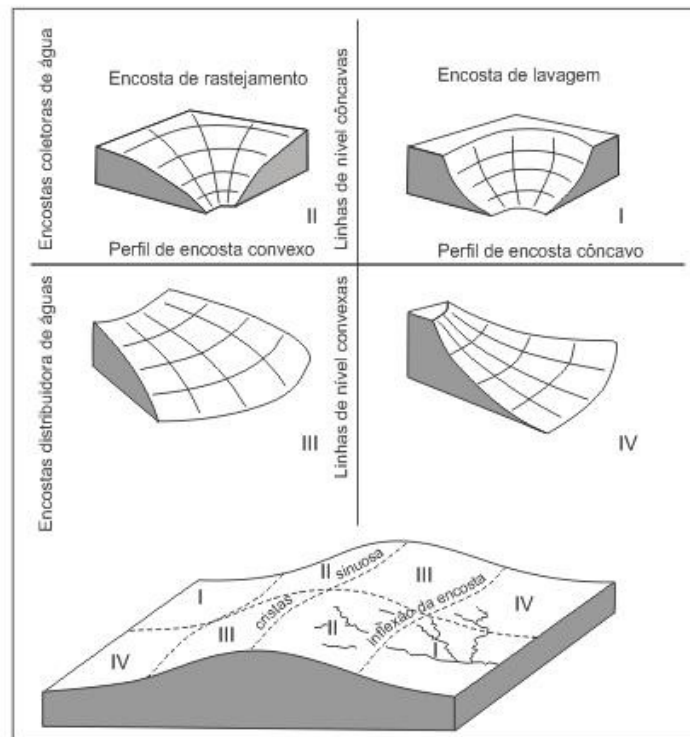 Encostas coletoras de água
Encosta de rastejamento
II
Perfil de encosta convexo
Linhas de nível côncavas
Encosta de lavagem
I
Perfil de encosta côncavo
Encostas distribuidora de águas
III
Linhas de nível convexas
IV
I
II
sinuosa
III
IV
cristas
inflexão da encosta
IV
III
II
I